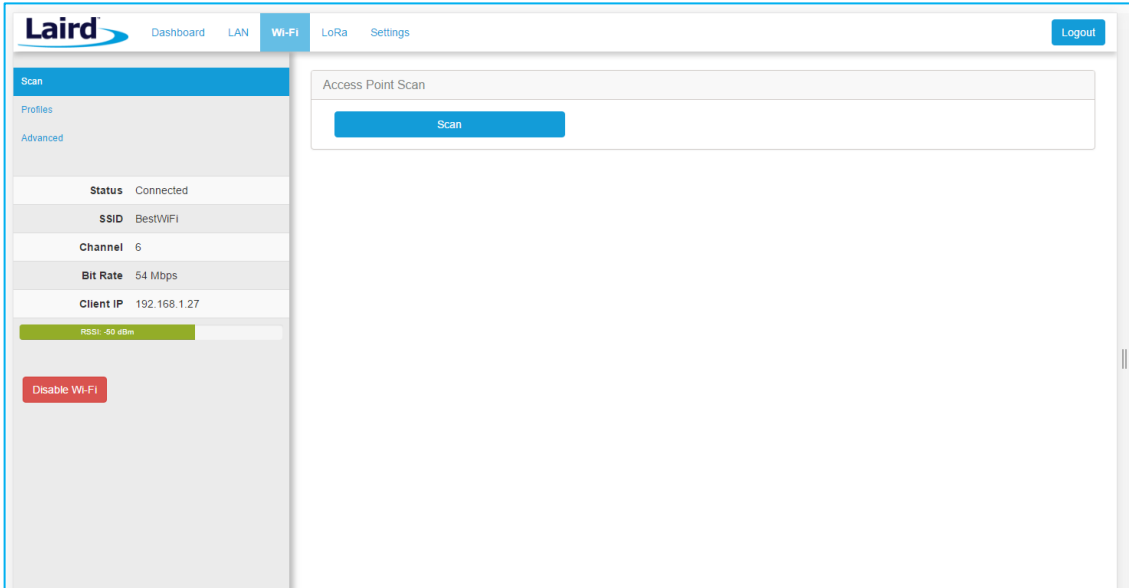 Laird
Dashboard LAN Wi-Fi LoRa Settings Logout
Scan
Profiles
Advanced
Status Connected
SSID BestWiFi
Channel 6
Bit Rate 54 Mbps
Client IP 192.168.1.27
RSSI: -50 dBm
Disable Wi-Fi
Access Point Scan
Scan